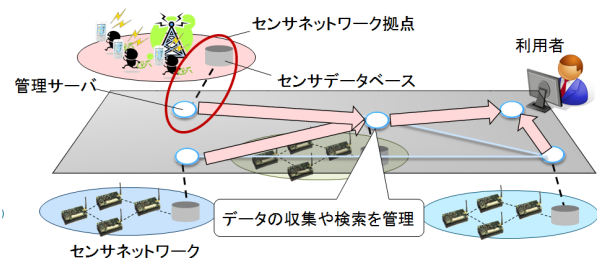 センサネットワーク拠点
利用者
センサデータベース
管理サーバ
データの収集や検索を管理
)
センサネットワーク